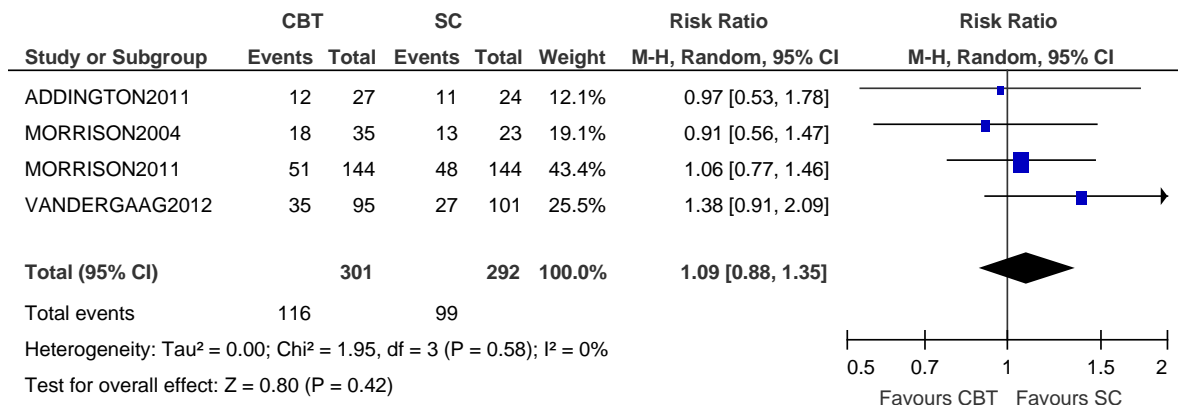 CBT SC Risk Ratio Risk Ratio
Study or Subgroup Events Total Events Total Weight M-H, Random, 95% CI M-H, Random, 95% CI
ADDINGTON2011 12 27 11 24 12.1% 0.97 [0.53, 1.78]
MORRISON2004 18 35 13 23 19.1% 0.91 [0.56, 1.47]
MORRISON2011 51 144 48 144 43.4% 1.06 [0.77, 1.46]
VANDERGAAG2012 35 95 27 101 25.5% 1.38 [0.91, 2.09]
Total (95% CI) 301 292 100.0% 1.09 [0.88, 1.35]
Total events 116 99
Heterogeneity: Tau² = 0.00; Chi² = 1.95, df = 3 (P = 0.58); I² = 0%
Test for overall effect: Z = 0.80 (P = 0.42)
0.5 0.7 1 1.5 2
Favours CBT Favours SC